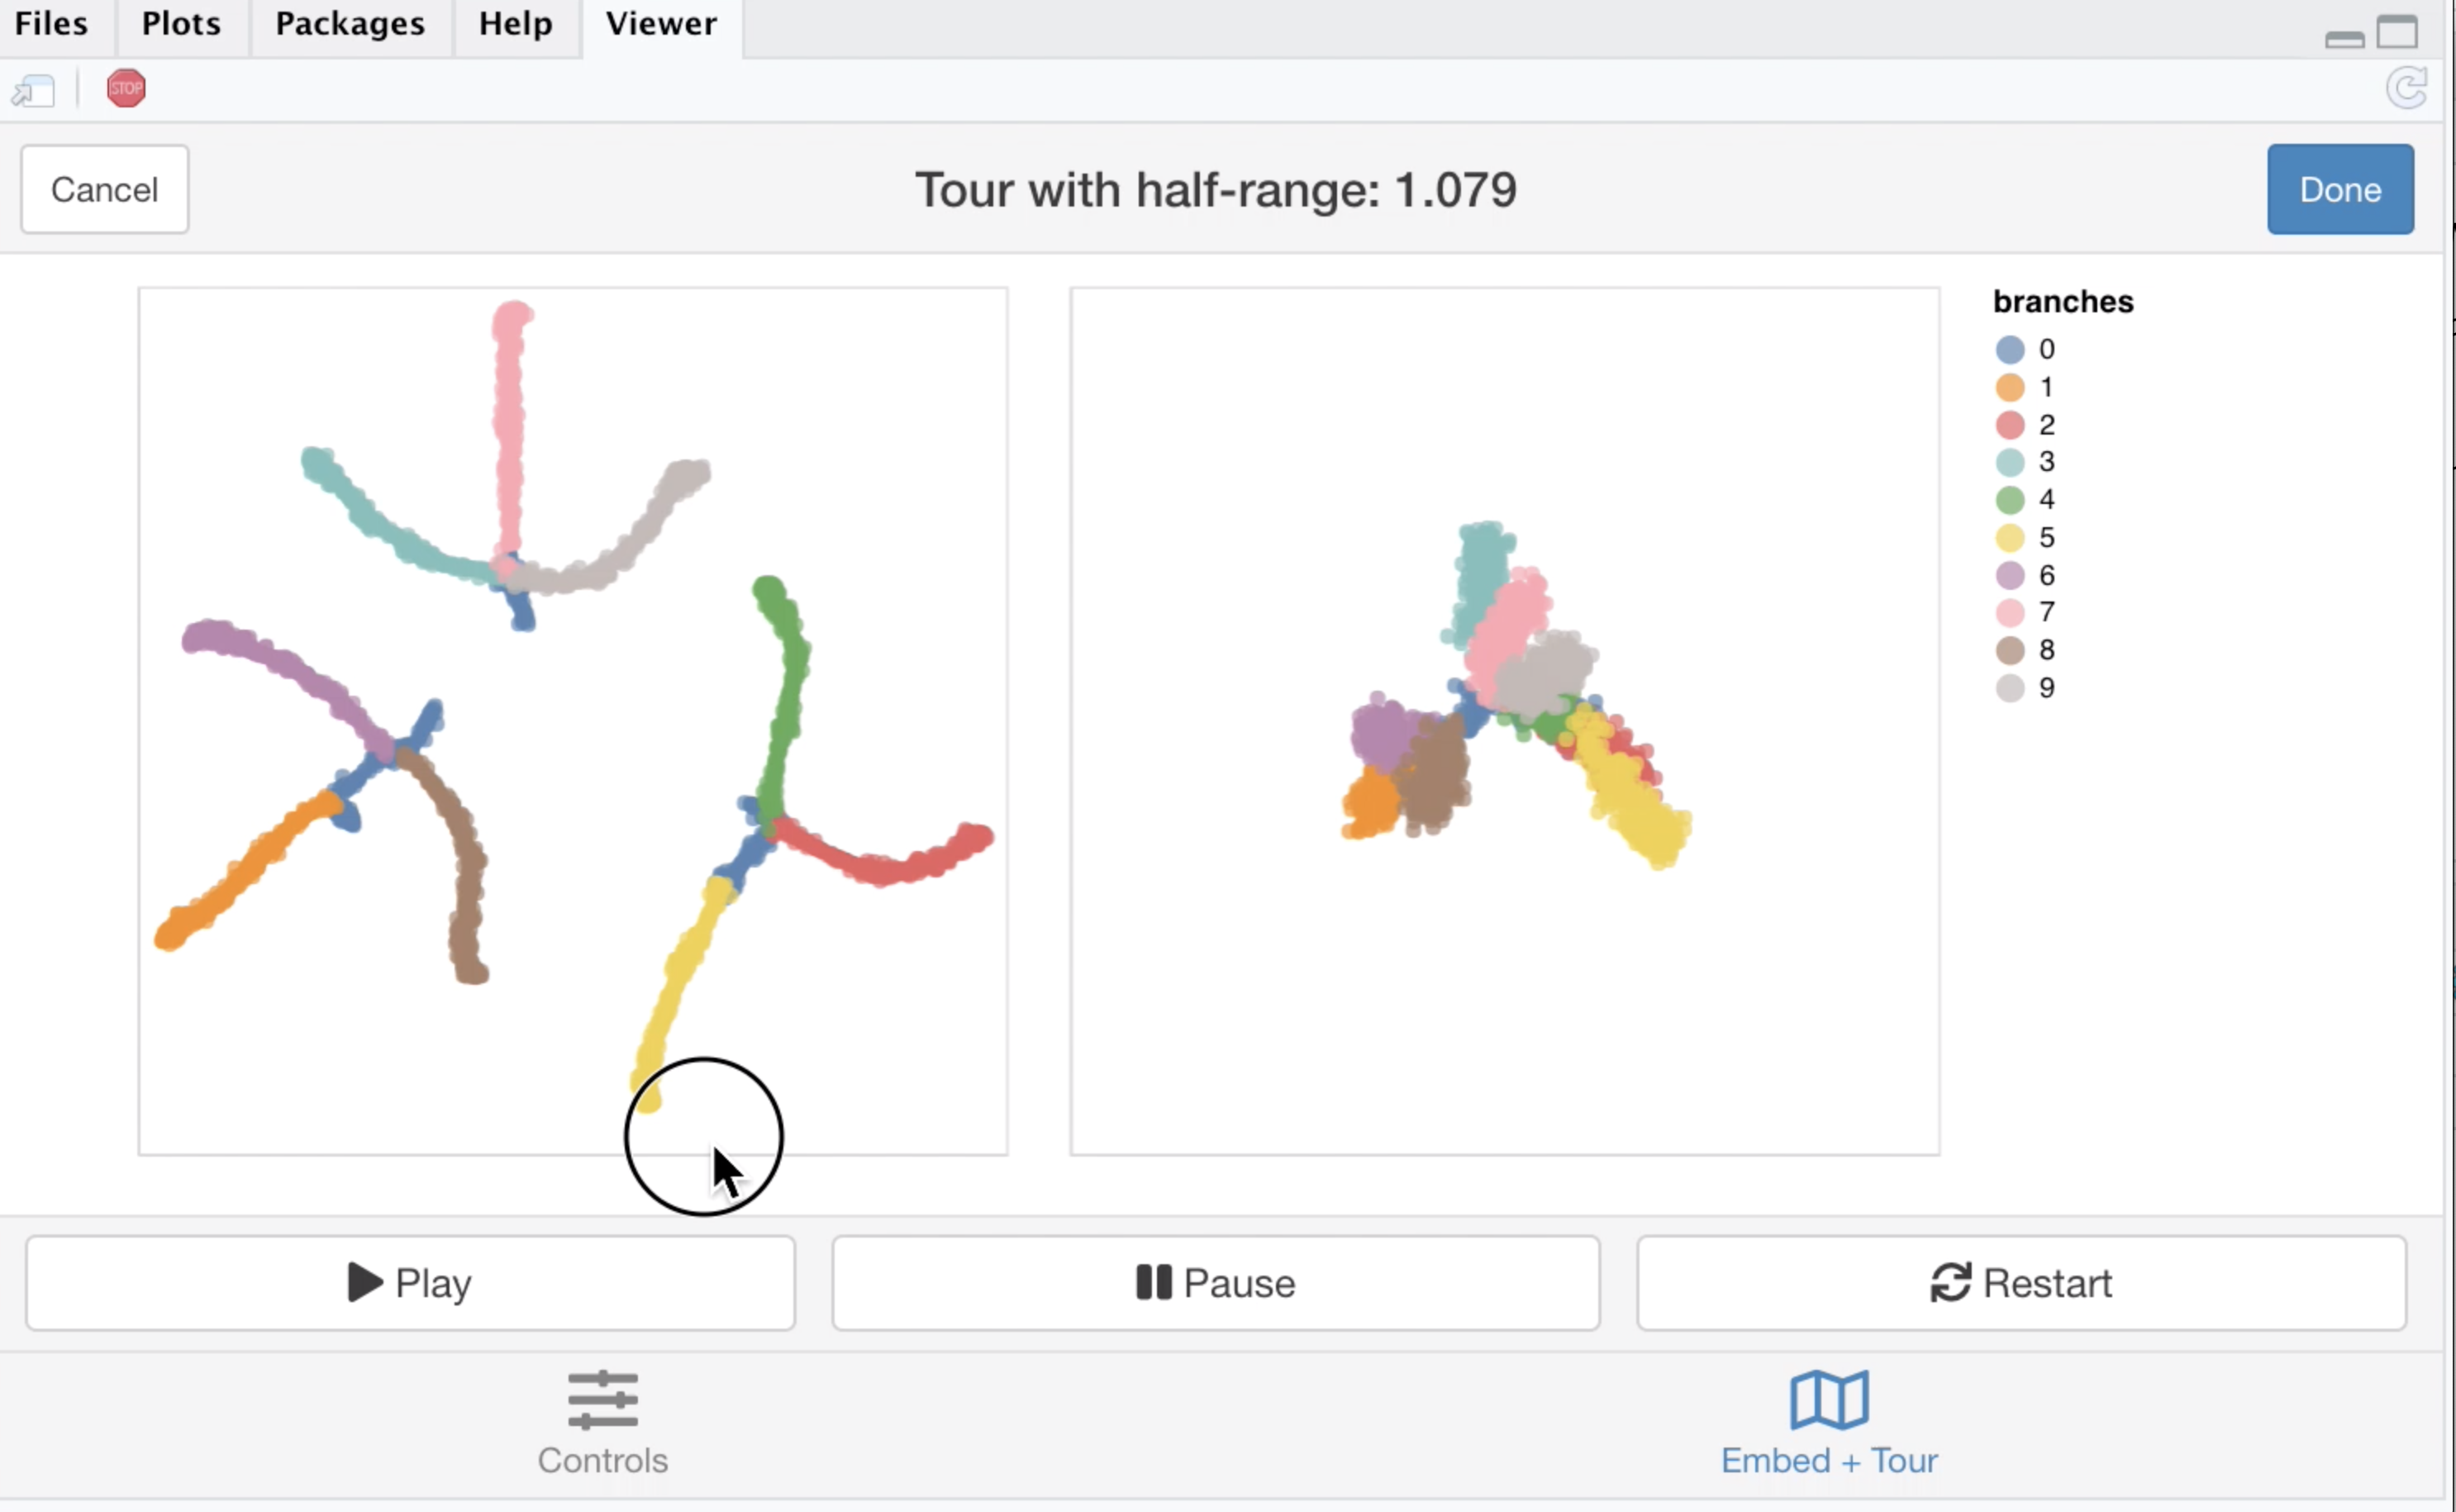 Files Plots Packages Help Viewer
STOP
Cancel Tour with half-range: 1.079 Done
branches
0
1
2
3
4
5
6
7
8
9
Play Pause Restart
Controls Embed + Tour